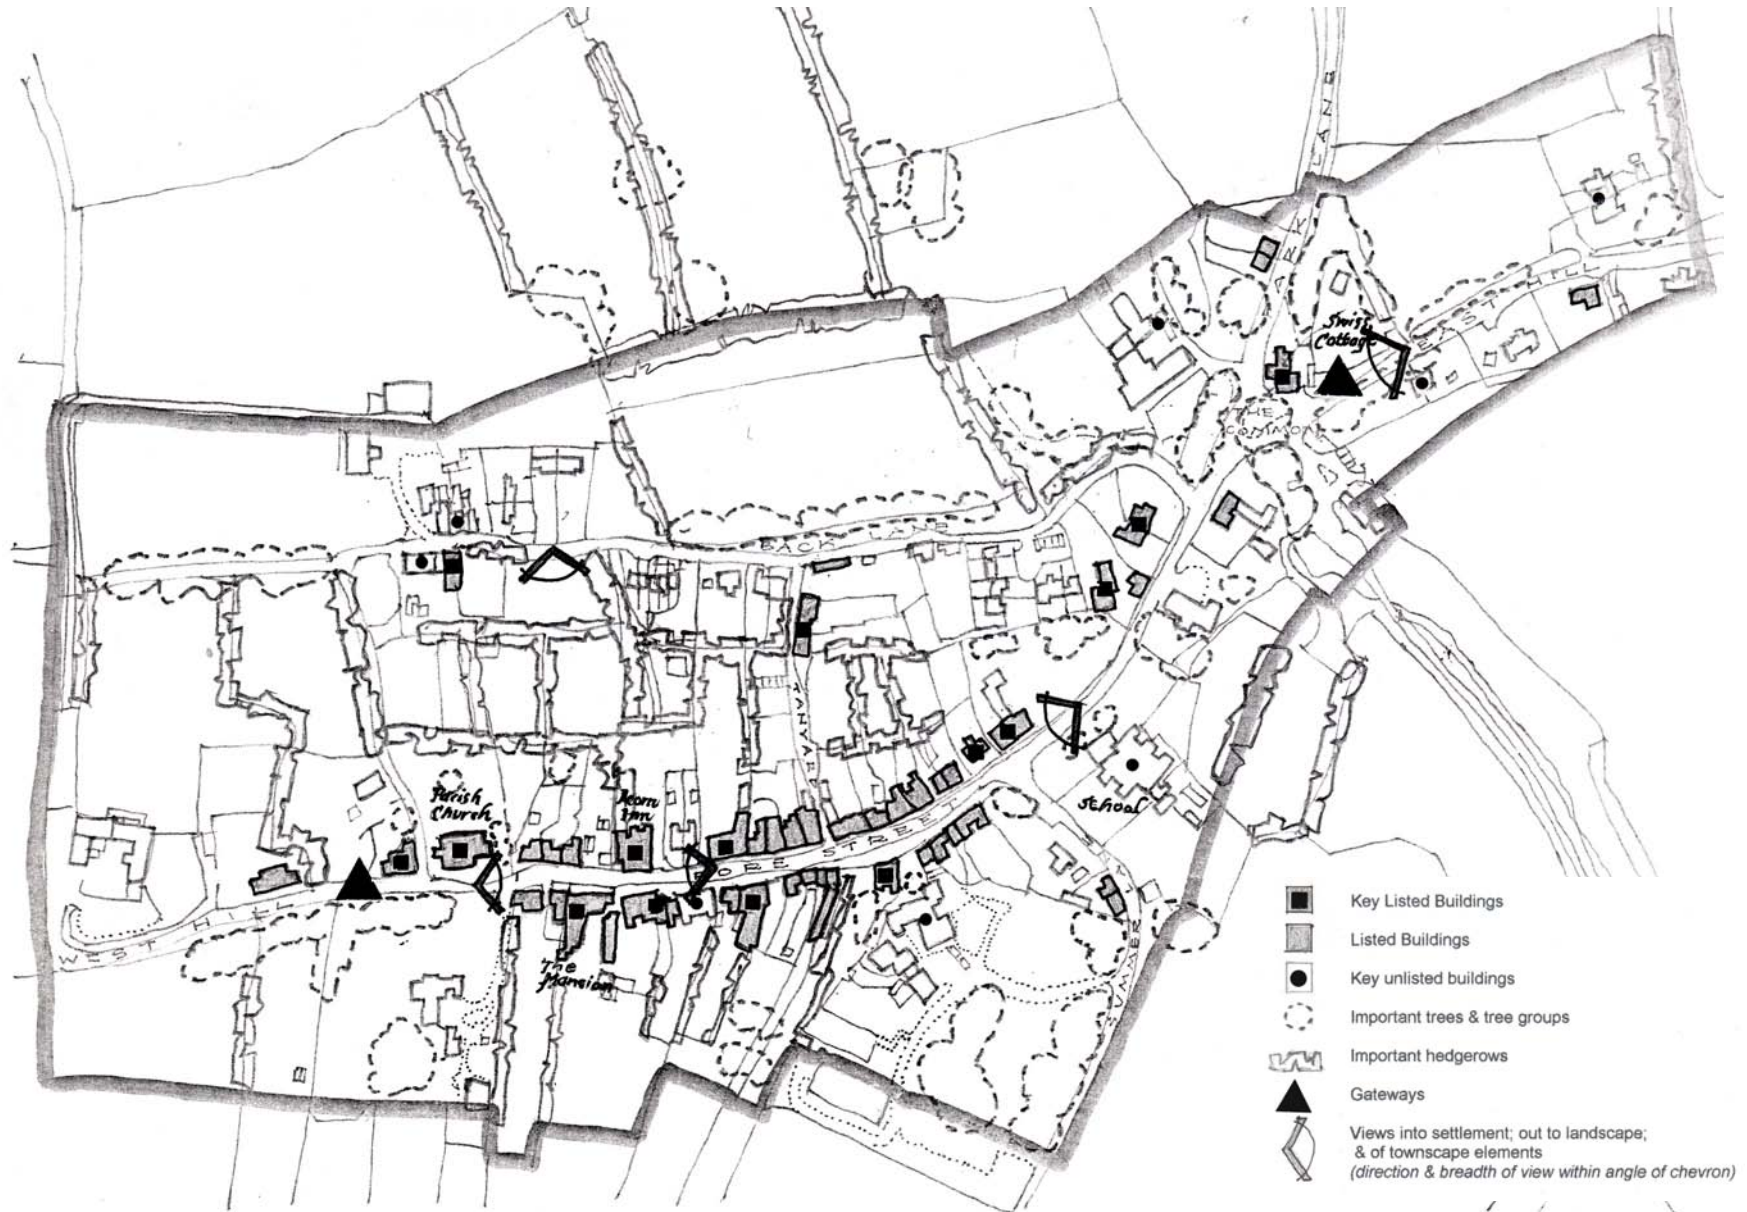 LANE
BACK
EAST HILL
Swiss
Cottage
THE
COMMON
BACK LANE
TANYARD
Parish
Church
Acorn
Inn
School
FORE STREET
WEST HILL
The
Mansion
SUMMER
Key Listed Buildings
Listed Buildings
Key unlisted buildings
Important trees & tree groups
Important hedgerows
Gateways
Views into settlement; out to landscape;
& of townscape elements
(direction & breadth of view within angle of chevron)